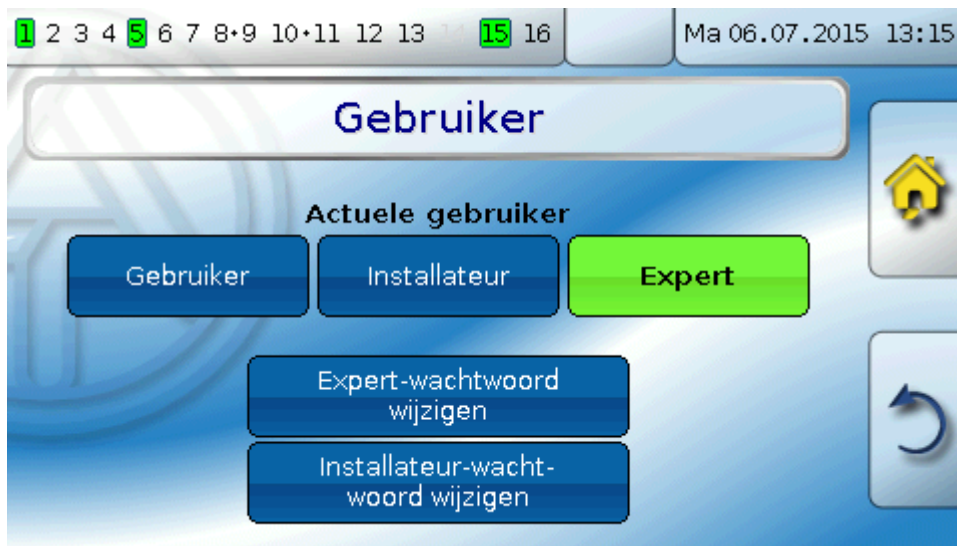 1 2 3 4 5 6 7 8•9 10•11 12 13 14 15 16 Ma 06.07.2015 13:15
Gebruiker
Actuele gebruiker
Gebruiker Installateur Expert
Expert-wachtwoord
wijzigen
Installateur-wacht-
woord wijzigen